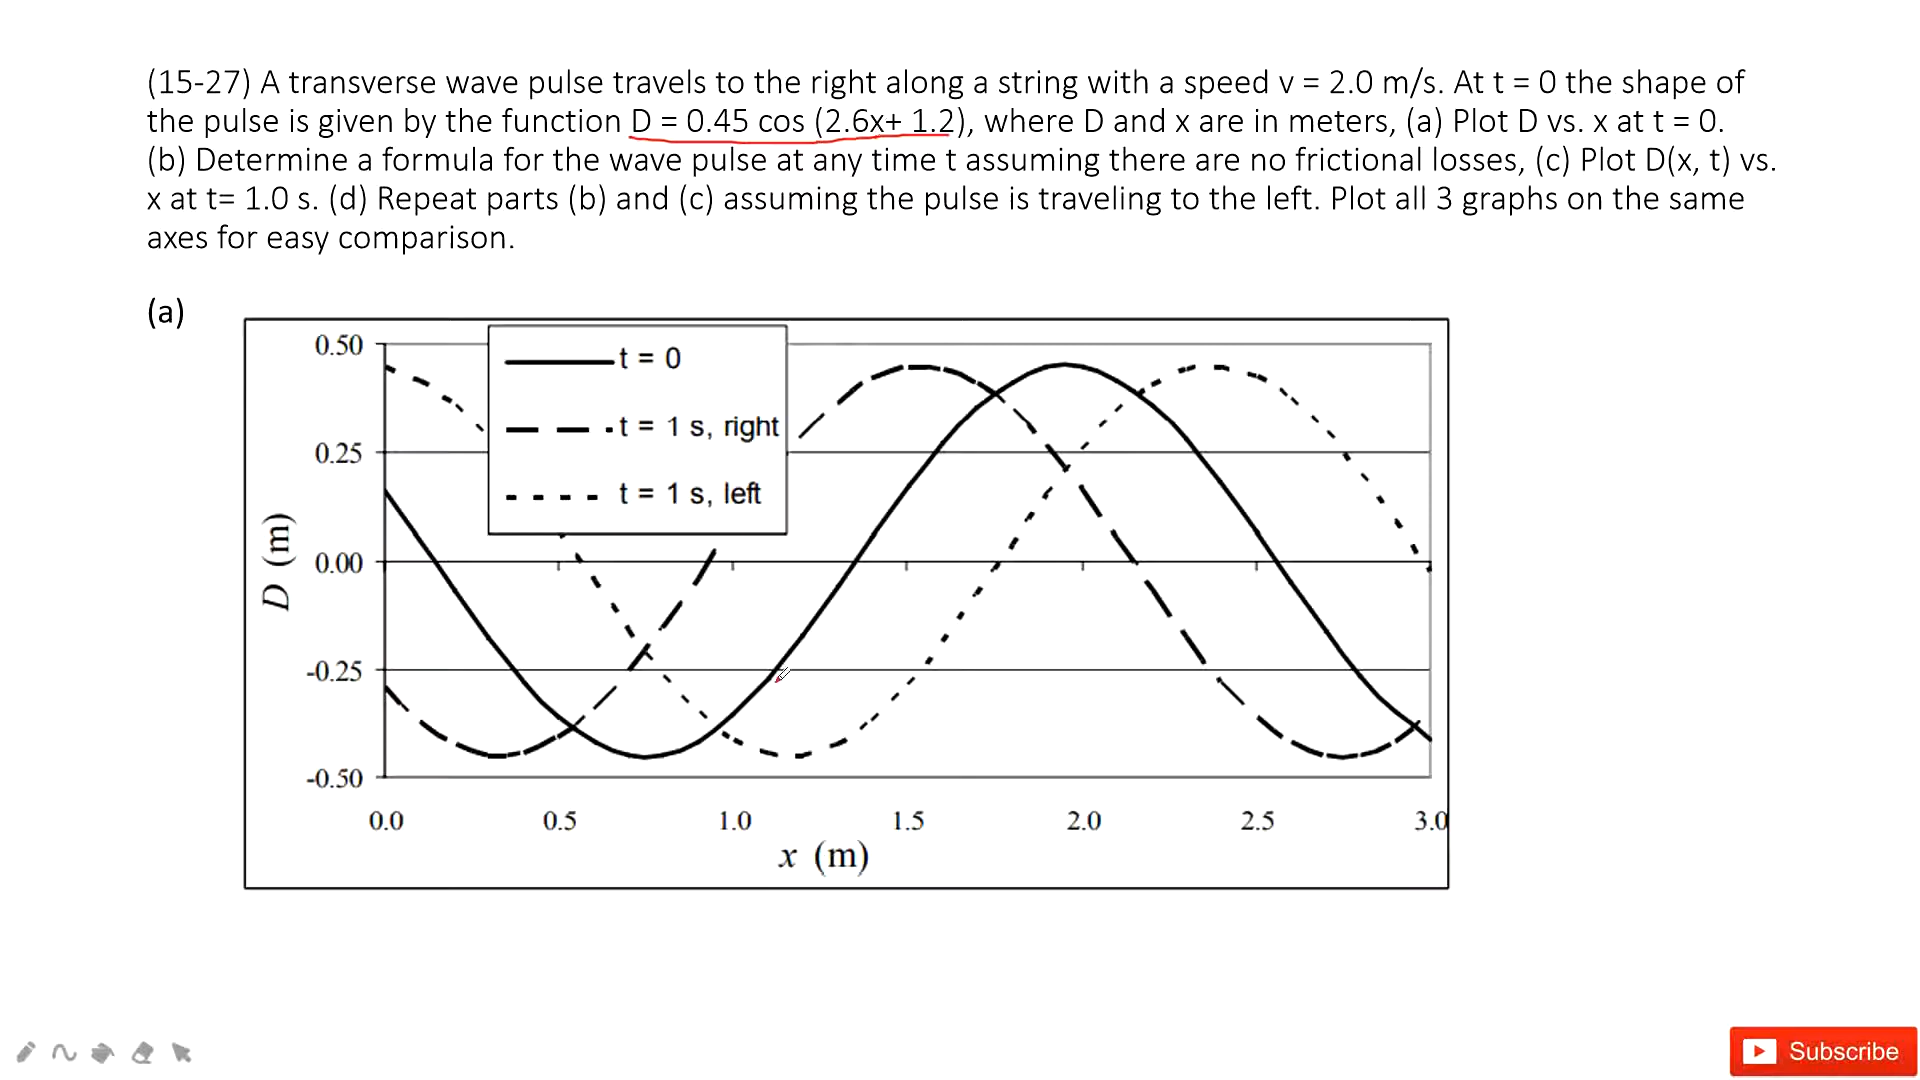 (15-27) A transverse wave pulse travels to the right along a string with a speed v = 2.0 m/s. At t = 0 the shape of
the pulse is given by the function D = 0.45 cos (2.6x+ 1.2), where D and x are in meters, (a) Plot D vs. x at t = 0.
(b) Determine a formula for the wave pulse at any time t assuming there are no frictional losses, (c) Plot D(x, t) vs.
x at t= 1.0 s. (d) Repeat parts (b) and (c) assuming the pulse is traveling to the left. Plot all 3 graphs on the same
axes for easy comparison.
(a)
0.50
0.25
0.00
-0.25
-0.50
D (m)
t = 0
t = 1 s, right
t = 1 s, left
0.0 0.5 1.0 1.5 2.0 2.5 3.0
x (m)
Subscribe